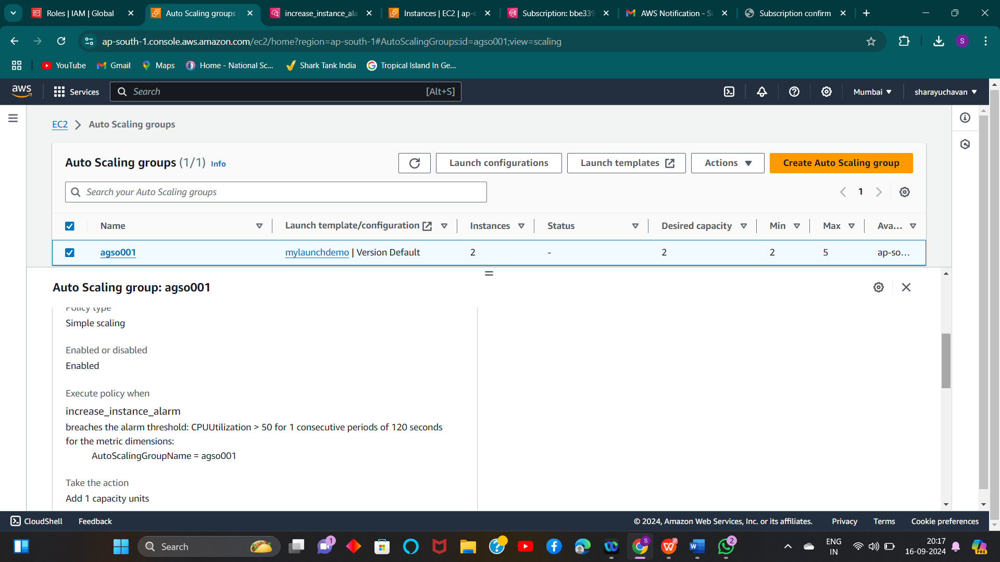 Roles | IAM | Global
Auto Scaling groups
increase_instance_ala
Instances | EC2 | ap-s
Subscription: bbe339
AWS Notification - Su
Subscription confirm
ap-south-1.console.aws.amazon.com/ec2/home?region=ap-south-1#AutoScalingGroups:id=agso001;view=scaling
S
YouTube
Gmail
Maps
Home - National Sc...
Shark Tank India
Tropical Island In Ge...
aws
Services
Search
[Alt+S]
Mumbai
sharayuchavan
EC2
Auto Scaling groups
Auto Scaling groups (1/1) Info
Launch configurations
Launch templates
Actions
Create Auto Scaling group
Search your Auto Scaling groups
1
Name
Launch template/configuration
Instances
Status
Desired capacity
Min
Max
Ava...
agso001
mylaunchdemo | Version Default
2
-
2
2
5
ap-so...
Auto Scaling group: agso001
Policy type
Simple scaling
Enabled or disabled
Enabled
Execute policy when
increase_instance_alarm
breaches the alarm threshold: CPUUtilization > 50 for 1 consecutive periods of 120 seconds
for the metric dimensions:
AutoScalingGroupName = agso001
Take the action
Add 1 capacity units
CloudShell
Feedback
© 2024, Amazon Web Services, Inc. or its affiliates.
Privacy
Terms
Cookie preferences
Search
1
S
2
ENG
IN
20:17
16-09-2024
PRE